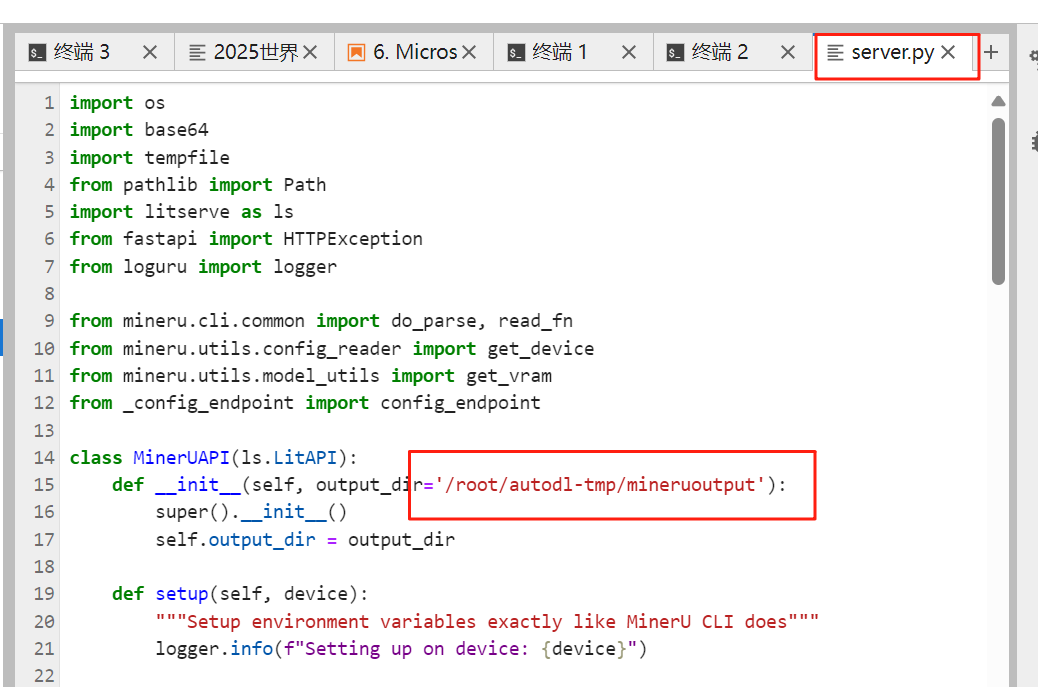 终端 3
2025世界
6. Micros
终端 1
终端 2
server.py
1 import os
2 import base64
3 import tempfile
4 from pathlib import Path
5 import litserve as ls
6 from fastapi import HTTPException
7 from loguru import logger
8
9 from mineru.cli.common import do_parse, read_fn
10 from mineru.utils.config_reader import get_device
11 from mineru.utils.model_utils import get_vram
12 from _config_endpoint import config_endpoint
13
14 class MinerUAPI(ls.LitAPI):
15     def __init__(self, output_dir='/root/autodl-tmp/mineruoutput'):
16         super().__init__()
17         self.output_dir = output_dir
18
19     def setup(self, device):
20         """Setup environment variables exactly like MinerU CLI does"""
21         logger.info(f"Setting up on device: {device}")
22